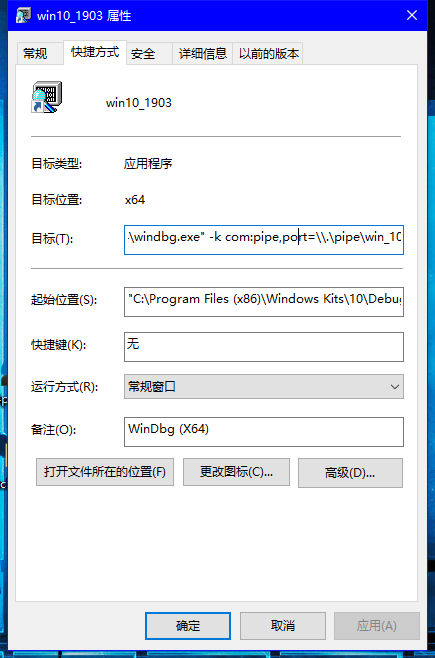 win10_1903 属性
常规 快捷方式 安全 详细信息 以前的版本
win10_1903
目标类型: 应用程序
目标位置: x64
目标(T): \windbg.exe" -k com:pipe,port=\\.\pipe\win_10
起始位置(S): "C:\Program Files (x86)\Windows Kits\10\Debug
快捷键(K): 无
运行方式(R): 常规窗口
备注(O): WinDbg (X64)
打开文件所在的位置(F) 更改图标(C)... 高级(D)...
确定 取消 应用(A)